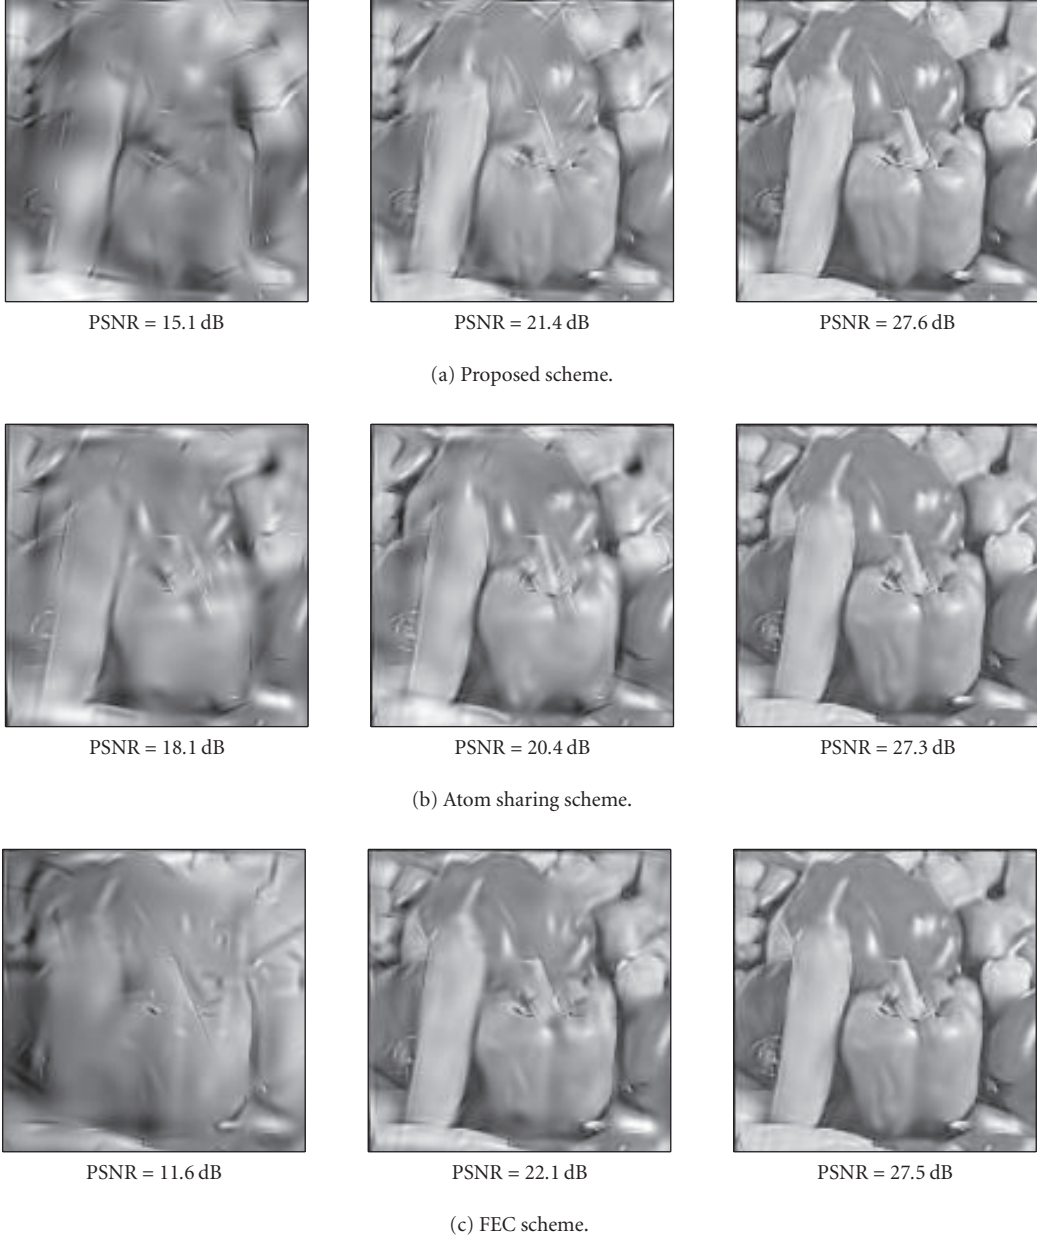 PSNR = 15.1 dB
PSNR = 21.4 dB
PSNR = 27.6 dB
(a) Proposed scheme.
PSNR = 18.1 dB
PSNR = 20.4 dB
PSNR = 27.3 dB
(b) Atom sharing scheme.
PSNR = 11.6 dB
PSNR = 22.1 dB
PSNR = 27.5 dB
(c) FEC scheme.